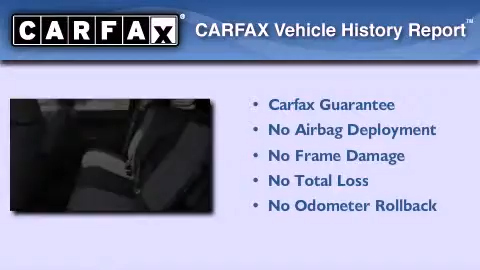 CARFAX® CARFAX Vehicle History Report™
• Carfax Guarantee
• No Airbag Deployment
• No Frame Damage
• No Total Loss
• No Odometer Rollback